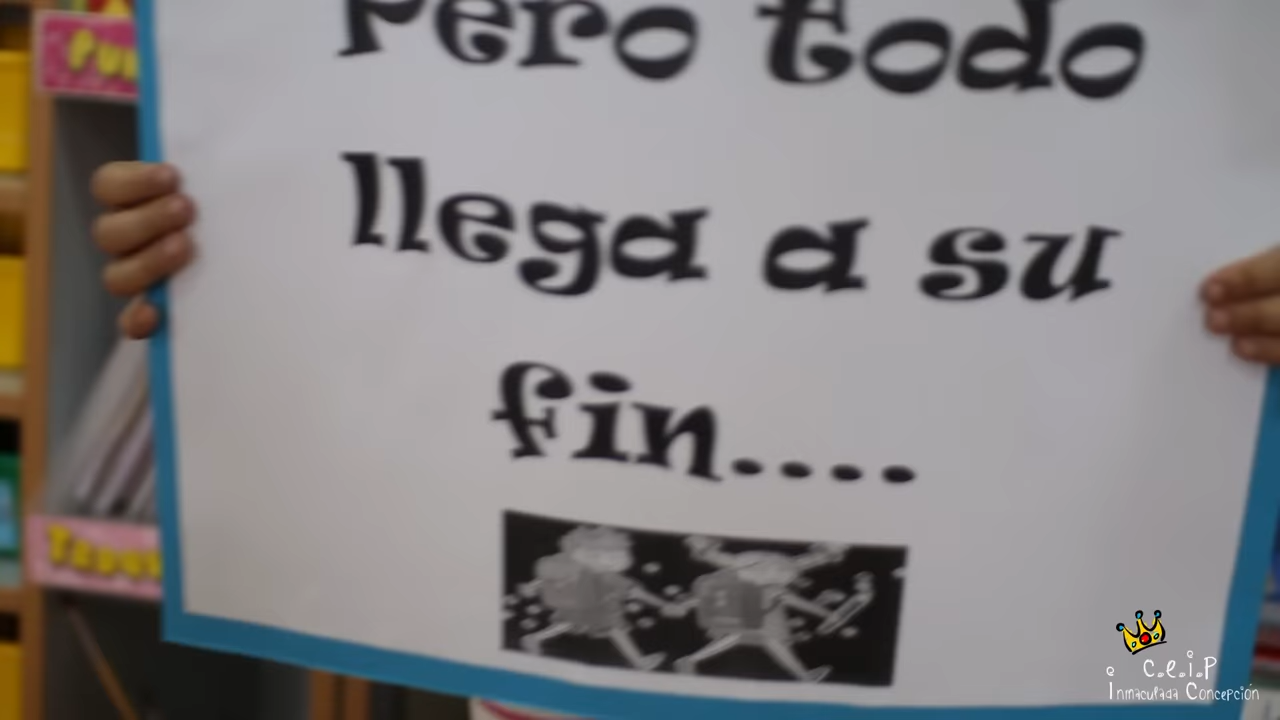 Pero todo
llega a su
fin....
C.e.i.P
Inmaculada Concepción